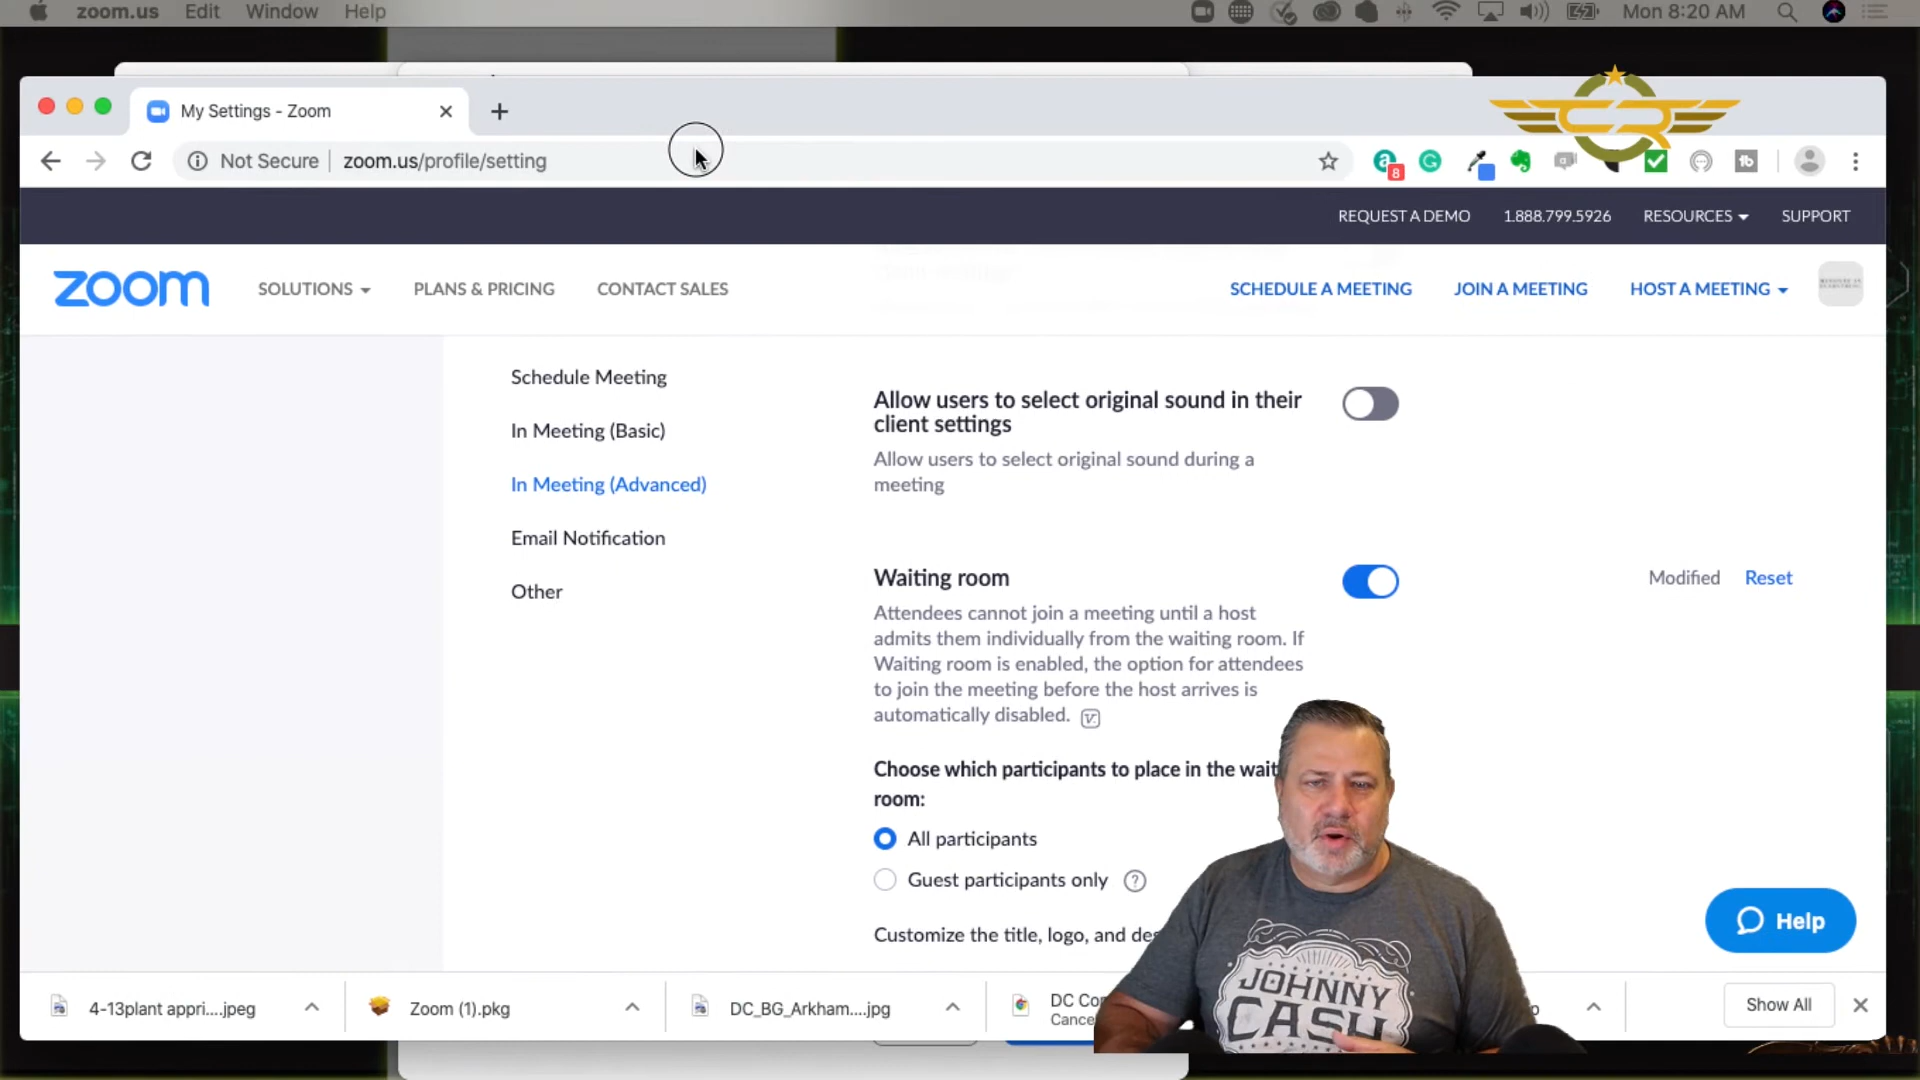 zoom.us Edit Window Help
Mon 8:20 AM
My Settings - Zoom
Not Secure zoom.us/profile/setting
8
REQUEST A DEMO 1.888.799.5926 RESOURCES SUPPORT
zoom SOLUTIONS PLANS & PRICING CONTACT SALES
SCHEDULE A MEETING JOIN A MEETING HOST A MEETING
Schedule Meeting
In Meeting (Basic)
In Meeting (Advanced)
Email Notification
Other
Allow users to select original sound in their
client settings
Allow users to select original sound during a
meeting
Waiting room
Modified Reset
Attendees cannot join a meeting until a host
admits them individually from the waiting room. If
Waiting room is enabled, the option for attendees
to join the meeting before the host arrives is
automatically disabled.
Choose which participants to place in the wait
room:
All participants
Guest participants only ?
Customize the title, logo, and des
Help
JOHNNY
CASH
4-13plant appri....jpeg
Zoom (1).pkg
DC_BG_Arkham....jpg
DC Cor
Cance
Show All